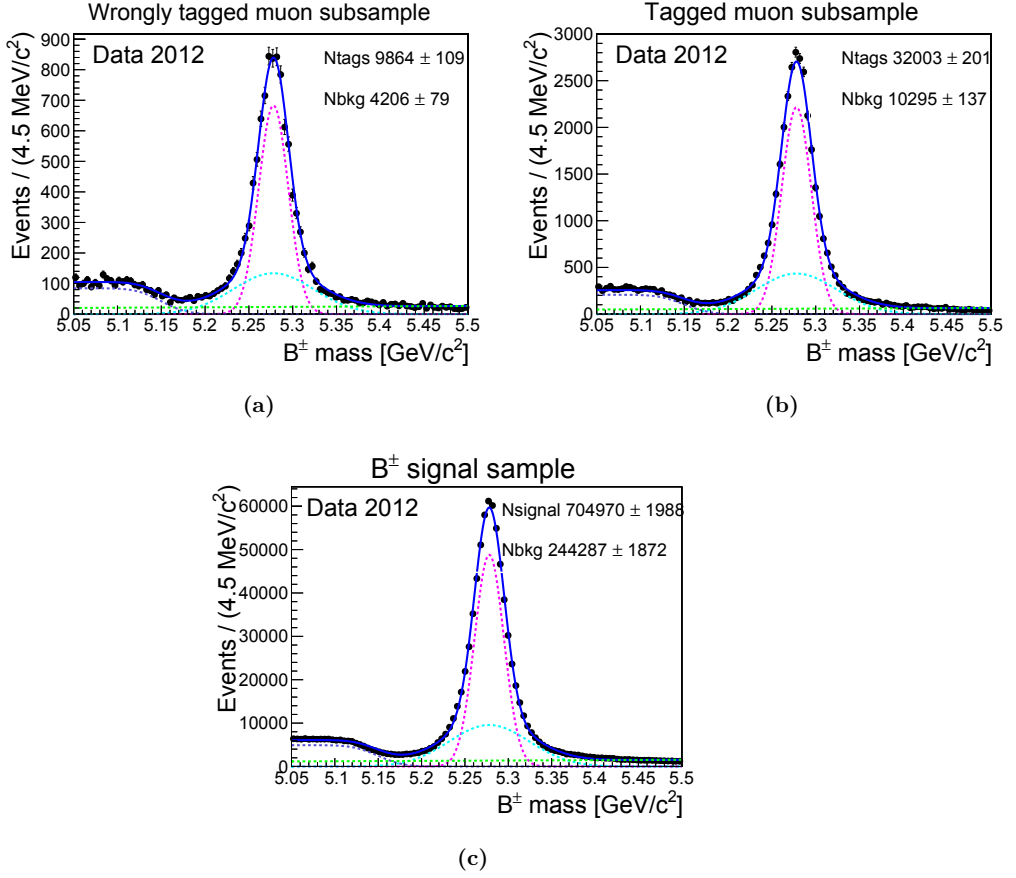 Wrongly tagged muon subsample
Events / (4.5 MeV/c²)
900
800
700
600
500
400
300
200
100
0
Data 2012
Ntags 9864 ± 109
Nbkg 4206 ± 79
5.05 5.1 5.15 5.2 5.25 5.3 5.35 5.4 5.45 5.5
B± mass [GeV/c²]
(a)
Tagged muon subsample
Events / (4.5 MeV/c²)
3000
2500
2000
1500
1000
500
0
Data 2012
Ntags 32003 ± 201
Nbkg 10295 ± 137
5.05 5.1 5.15 5.2 5.25 5.3 5.35 5.4 5.45 5.5
B± mass [GeV/c²]
(b)
B± signal sample
Events / (4.5 MeV/c²)
60000
50000
40000
30000
20000
10000
0
Data 2012
Nsignal 704970 ± 1988
Nbkg 244287 ± 1872
5.05 5.1 5.15 5.2 5.25 5.3 5.35 5.4 5.45 5.5
B± mass [GeV/c²]
(c)